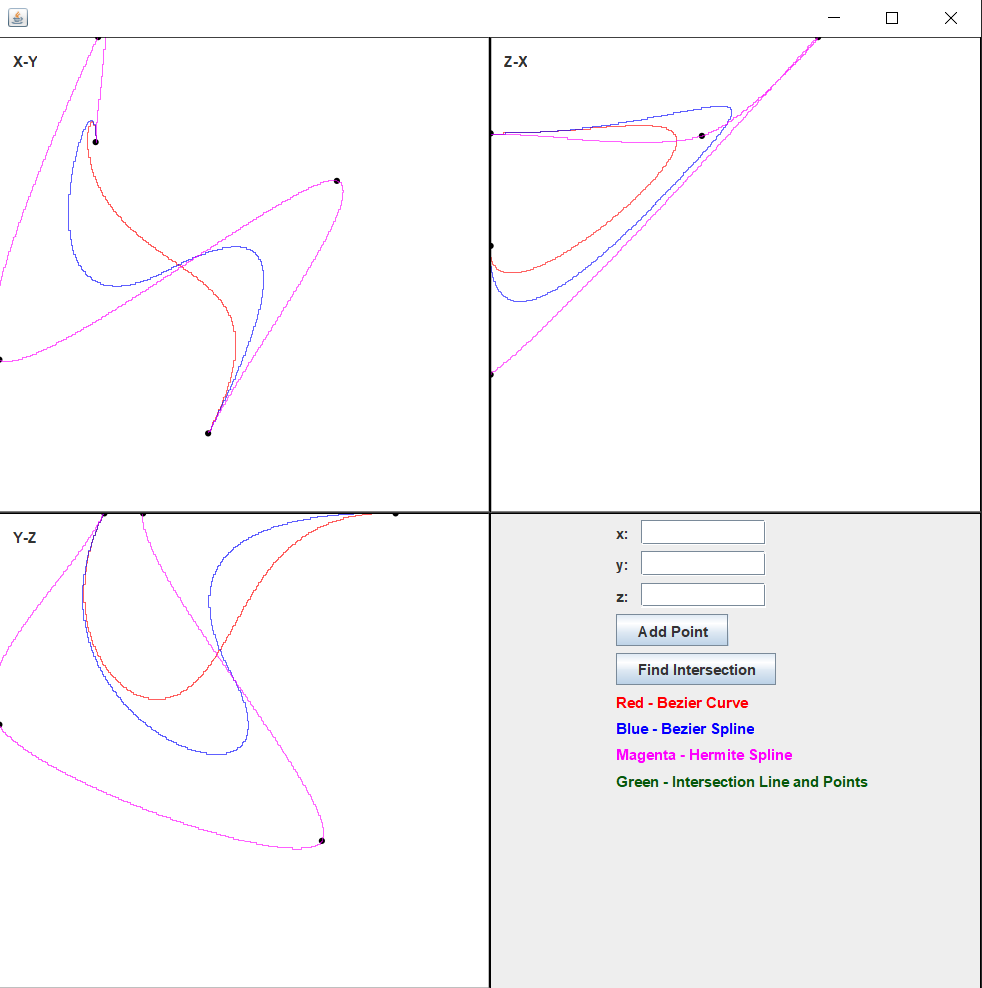 X-Y
Z-X
Y-Z
x:
y:
z:
Add Point
Find Intersection
Red - Bezier Curve
Blue - Bezier Spline
Magenta - Hermite Spline
Green - Intersection Line and Points